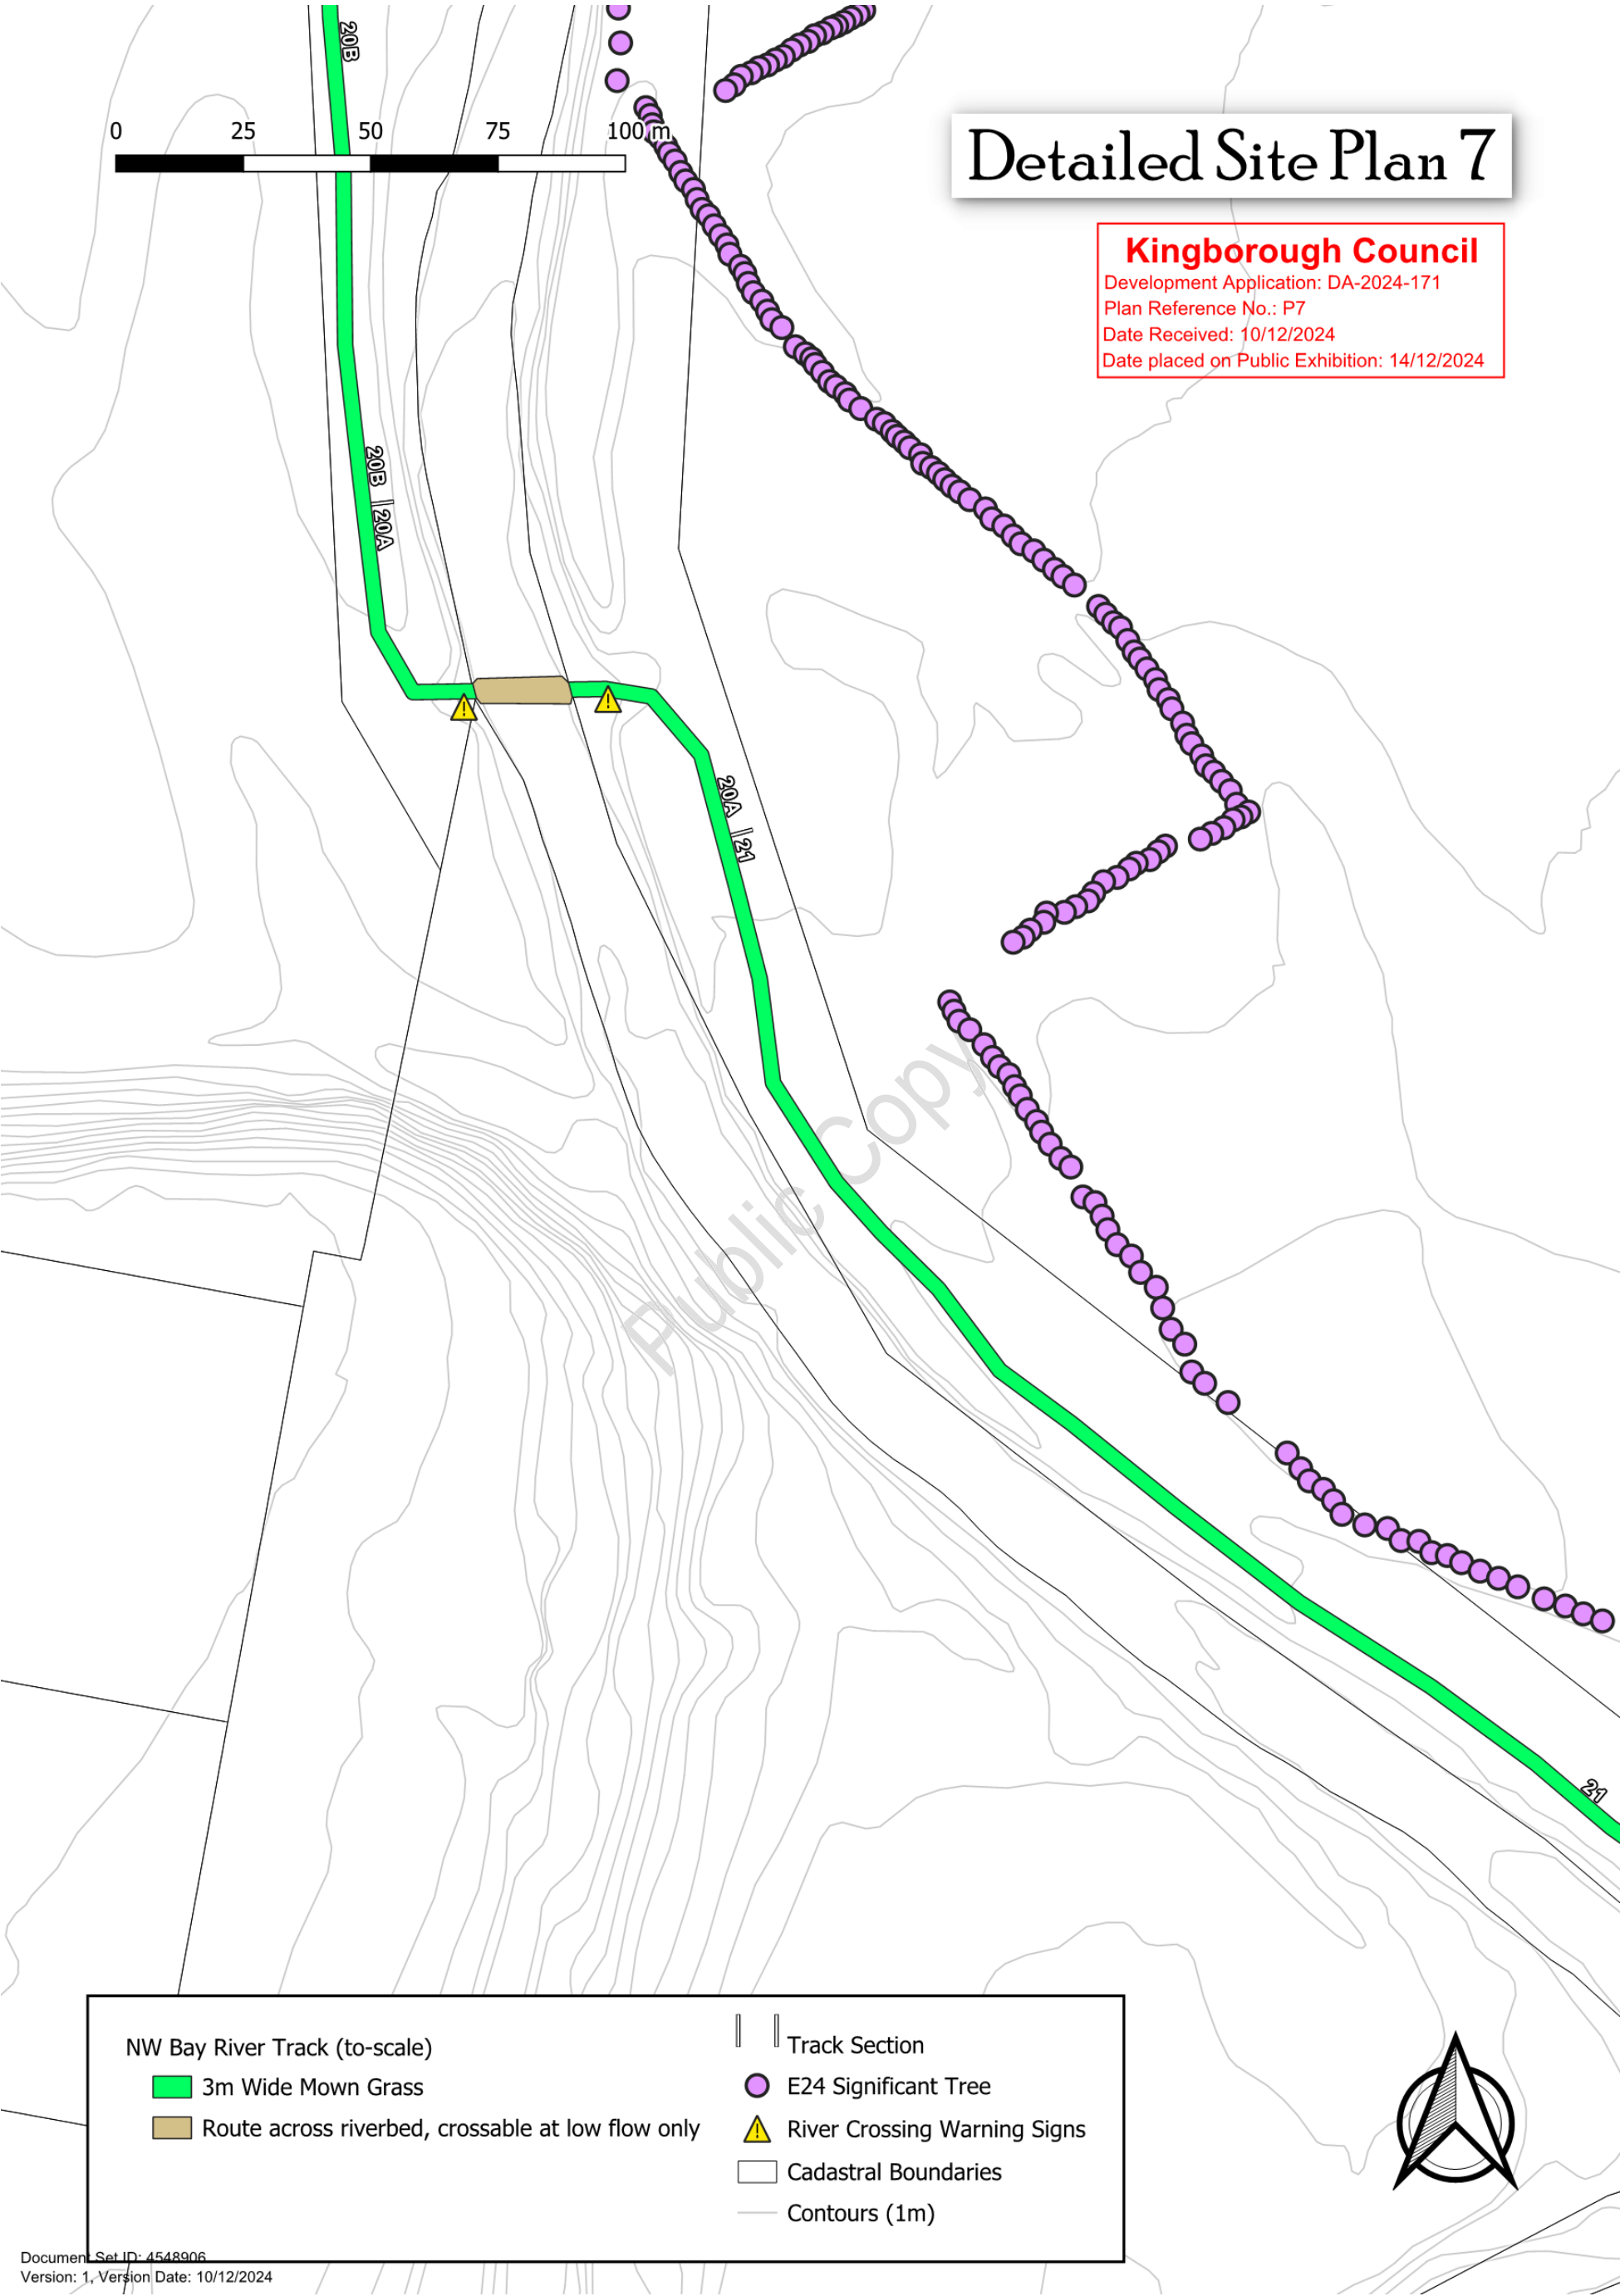 20B
0 25 50 75 100 m
Detailed Site Plan 7
Kingborough Council
Development Application: DA-2024-171
Plan Reference No.: P7
Date Received: 10/12/2024
Date placed on Public Exhibition: 14/12/2024
20B
20A
20A
21
Public Copy
21
NW Bay River Track (to-scale)
3m Wide Mown Grass
Route across riverbed, crossable at low flow only
Track Section
E24 Significant Tree
River Crossing Warning Signs
Cadastral Boundaries
Contours (1m)
Document Set ID: 4548906
Version: 1, Version Date: 10/12/2024